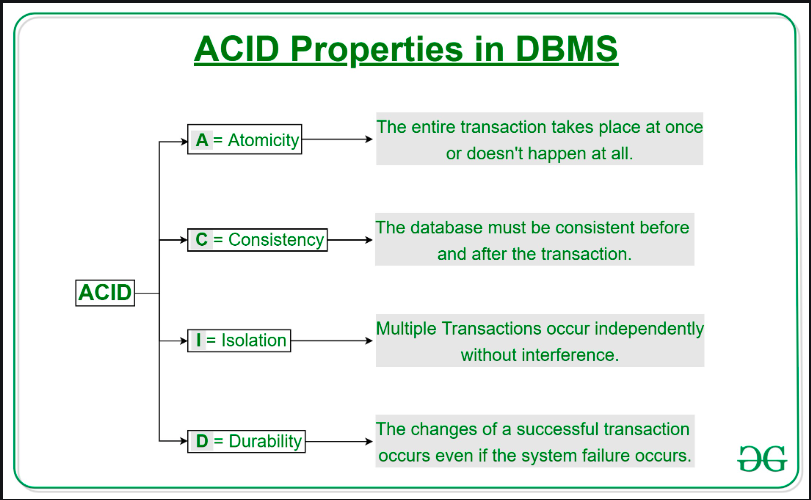 ACID Properties in DBMS
A = Atomicity
The entire transaction takes place at once
or doesn't happen at all.
C = Consistency
The database must be consistent before
and after the transaction.
ACID
I = Isolation
Multiple Transactions occur independently
without interference.
D = Durability
The changes of a successful transaction
occurs even if the system failure occurs.